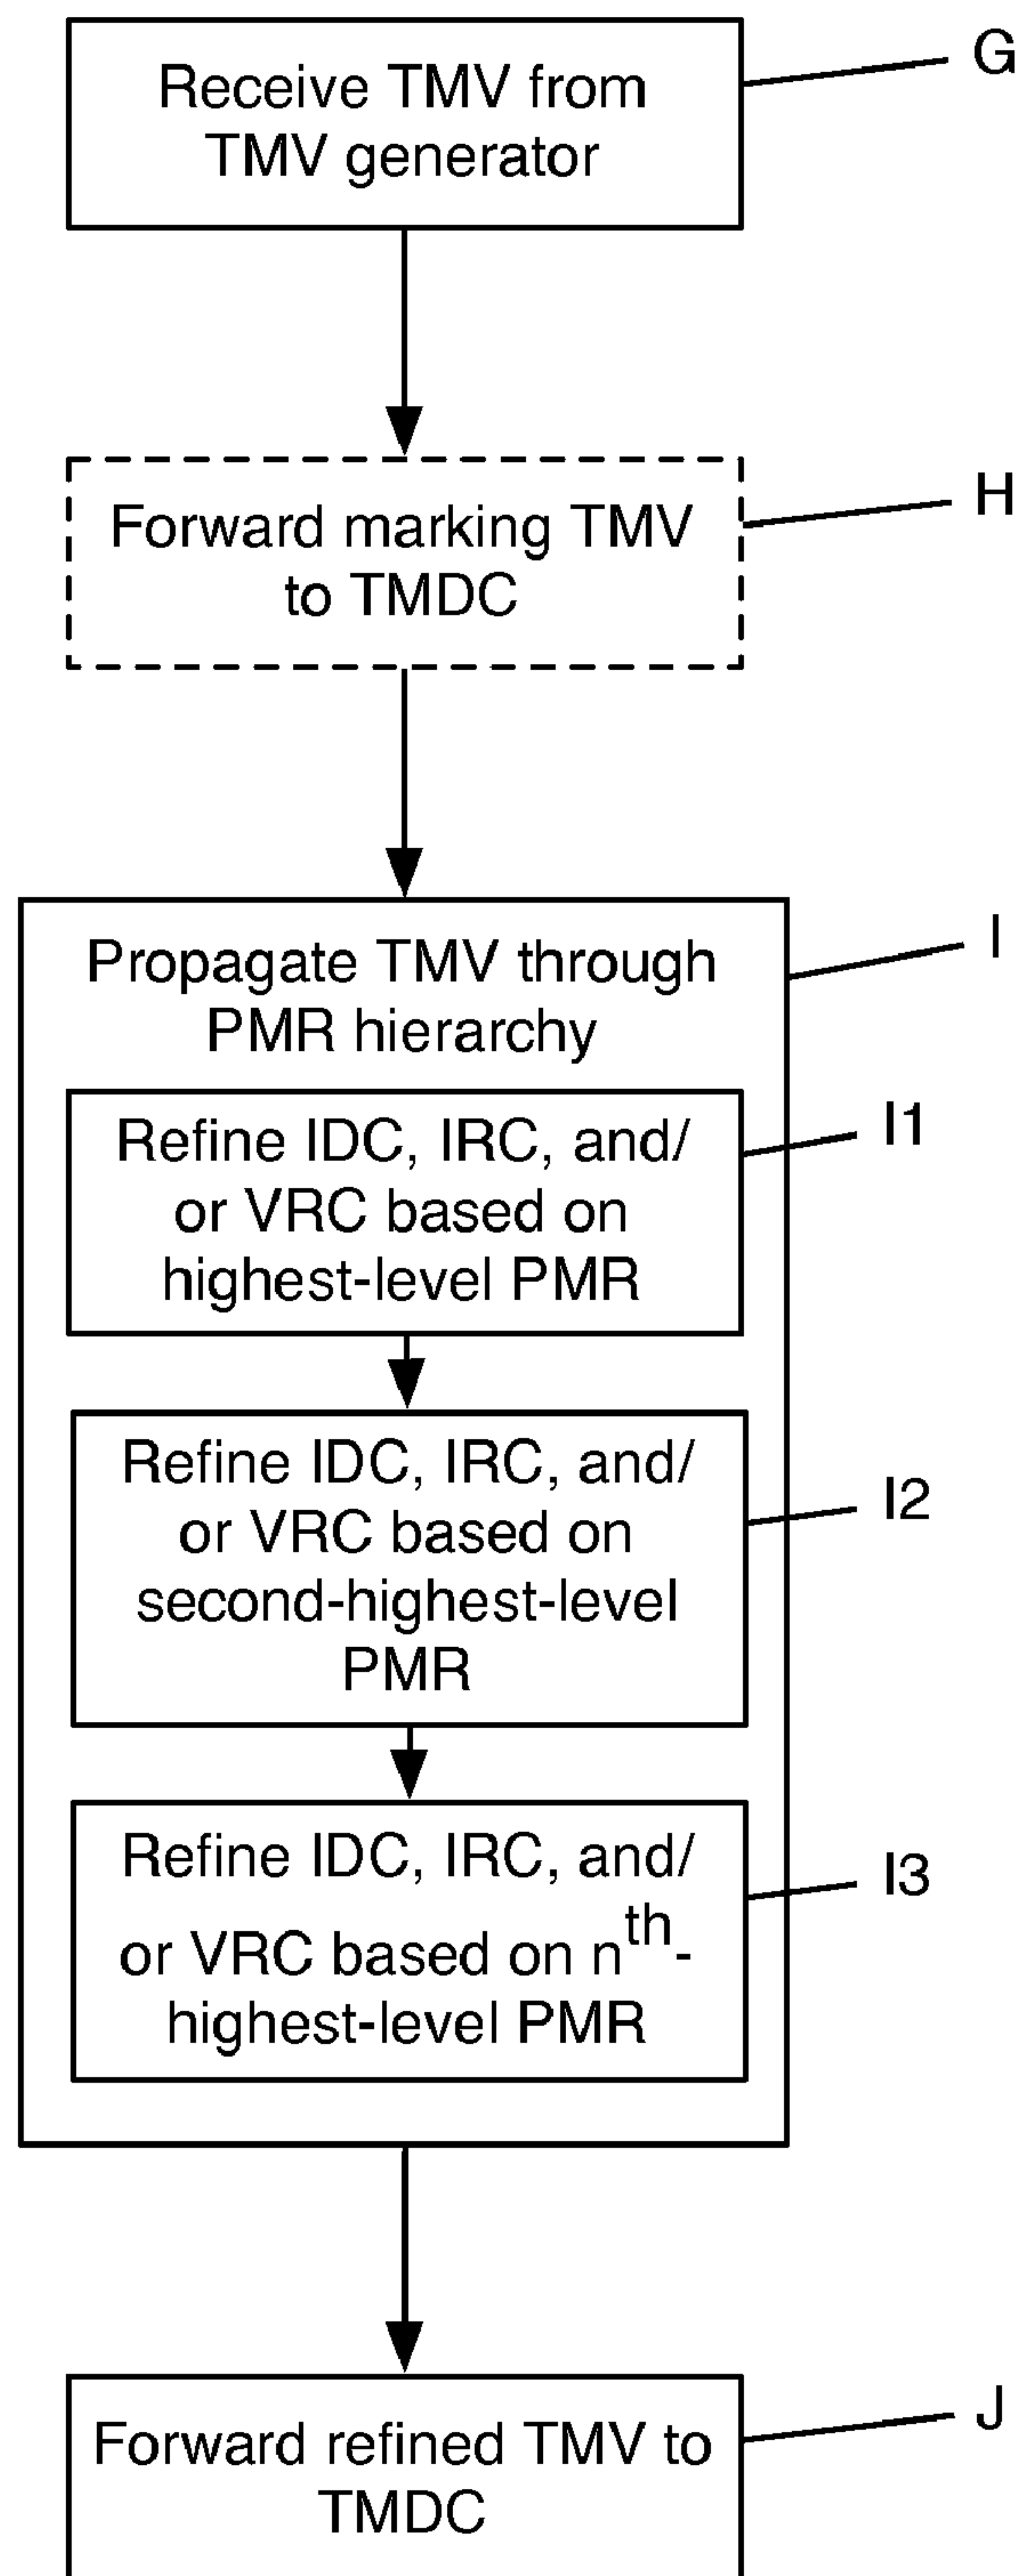 Receive TMV from
TMV generator
G
Forward marking TMV
to TMDC
H
Propagate TMV through
PMR hierarchy
I
Refine IDC, IRC, and/
or VRC based on
highest-level PMR
I1
Refine IDC, IRC, and/
or VRC based on
second-highest-level
PMR
I2
Refine IDC, IRC, and/
or VRC based on nth-
highest-level PMR
I3
Forward refined TMV to
TMDC
J